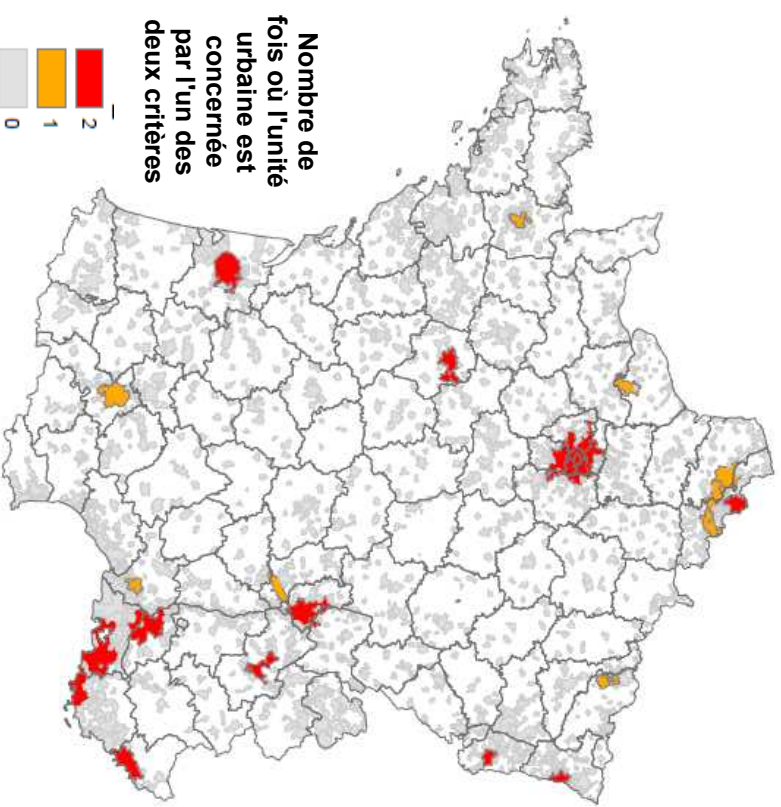 Nombre de
fois où l'unité
urbaine est
concernée
par l'un des
deux critères
2
1
0